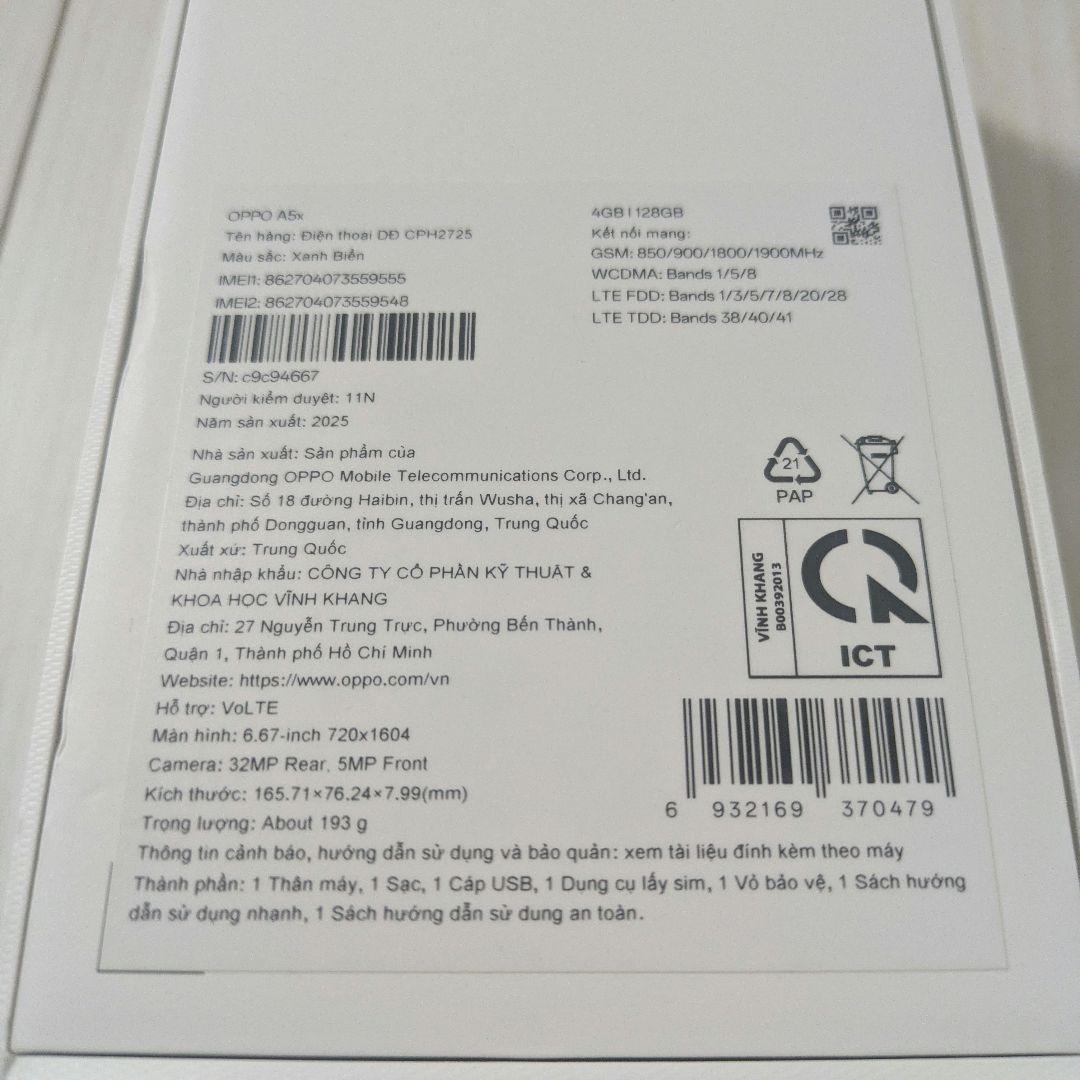 OPPO A5x
Tên hàng: Điện thoại DĐ CPH2725
Màu sắc: Xanh Biển
IMEI1: 862704073559555
IMEI2: 862704073559548
S/N: c9c94667
Người kiểm duyệt: 11N
Năm sản xuất: 2025
4GB | 128GB
Kết nối mạng:
GSM: 850/900/1800/1900MHz
WCDMA: Bands 1/5/8
LTE FDD: Bands 1/3/5/7/8/20/28
LTE TDD: Bands 38/40/41
Nhà sản xuất: Sản phẩm của
Guangdong OPPO Mobile Telecommunications Corp., Ltd.
Địa chỉ: Số 18 đường Haibin, thị trấn Wusha, thị xã Chang'an,
thành phố Dongguan, tỉnh Guangdong, Trung Quốc
Xuất xứ: Trung Quốc
Nhà nhập khẩu: CÔNG TY CỔ PHẦN KỸ THUẬT &
KHOA HỌC VĨNH KHANG
Địa chỉ: 27 Nguyễn Trung Trực, Phường Bến Thành,
Quận 1, Thành phố Hồ Chí Minh
Website: https://www.oppo.com/vn
Hỗ trợ: VoLTE
Màn hình: 6.67-inch 720x1604
Camera: 32MP Rear, 5MP Front
Kích thước: 165.71×76.24×7.99(mm)
Trọng lượng: About 193 g
21
PAP
VĨNH KHANG
B00392013
ICT
6 932169 370479
Thông tin cảnh báo, hướng dẫn sử dụng và bảo quản: xem tài liệu đính kèm theo máy
Thành phần: 1 Thân máy, 1 Sạc, 1 Cáp USB, 1 Dụng cụ lấy sim, 1 Vỏ bảo vệ, 1 Sách hướng
dẫn sử dụng nhanh, 1 Sách hướng dẫn sử dung an toàn.